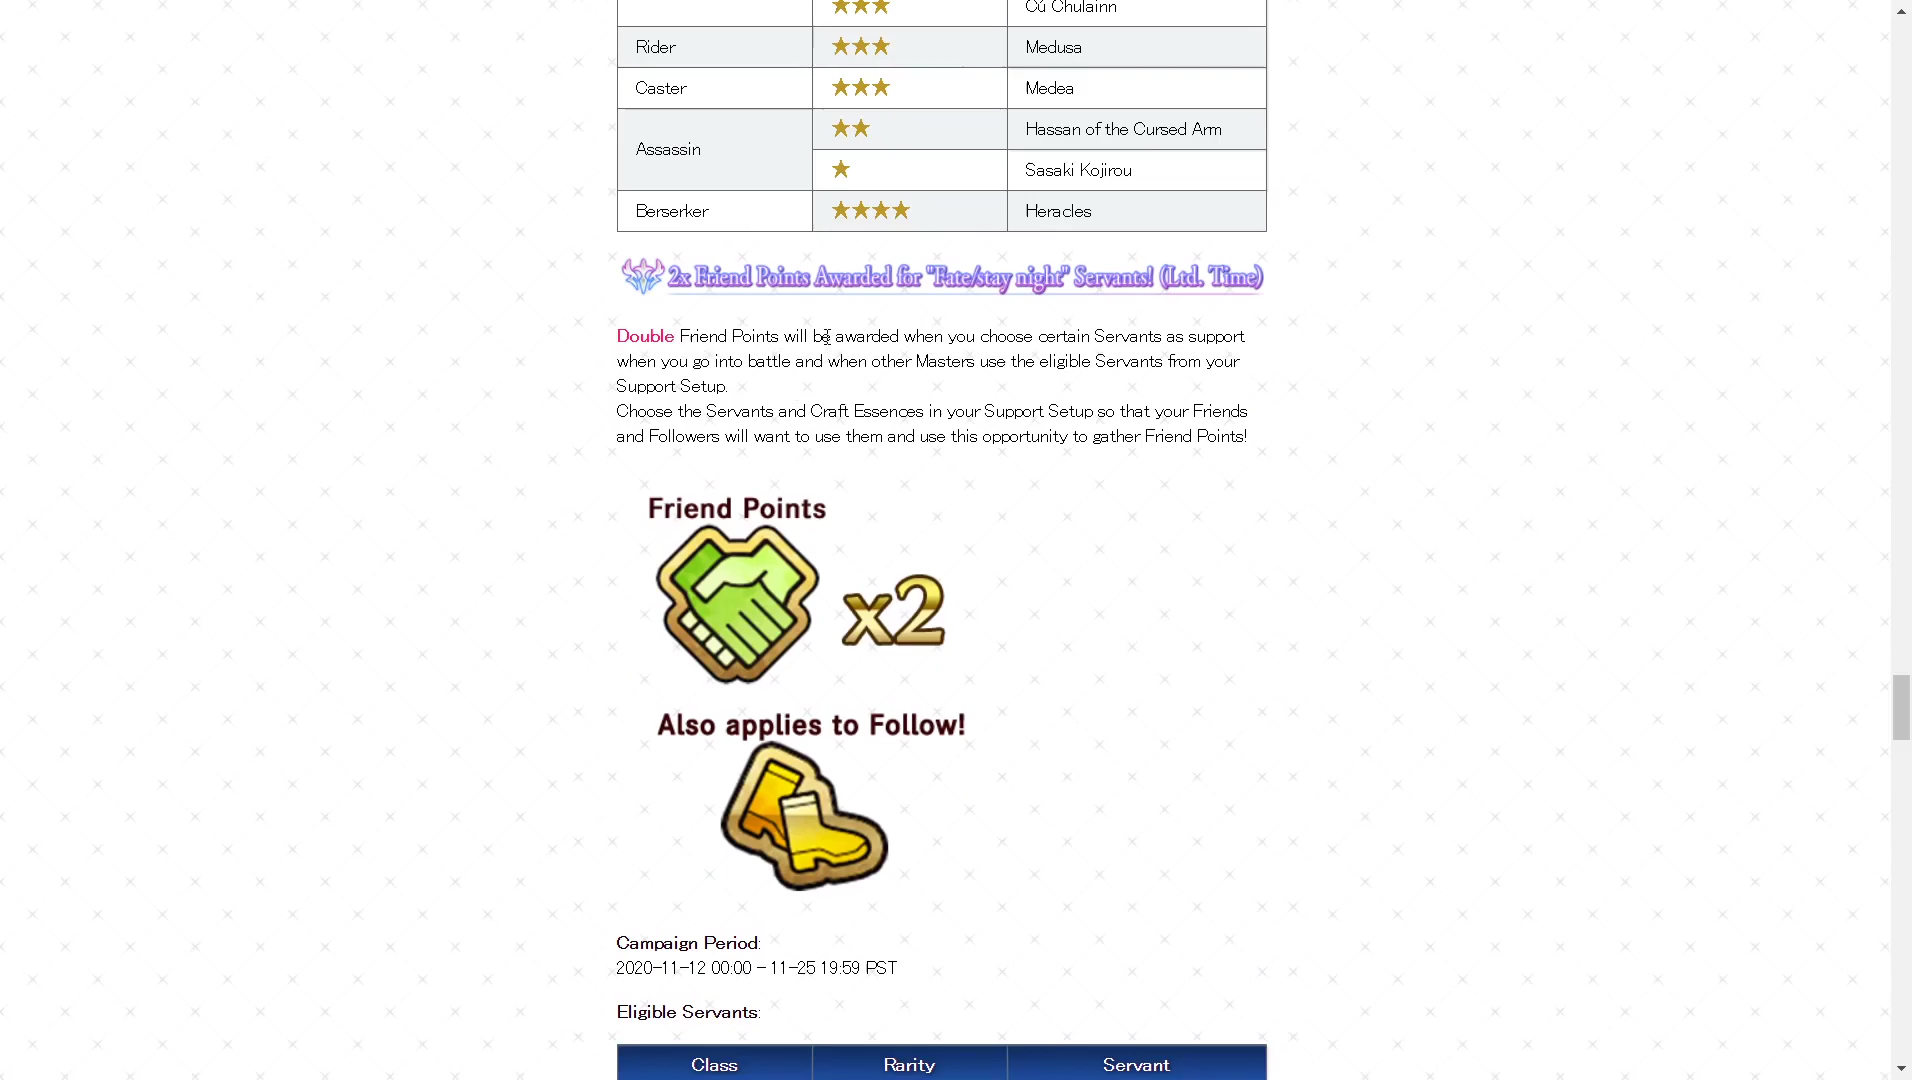 ★★★ Cú Chulainn
Rider ★★★ Medusa
Caster ★★★ Medea
Assassin ★★ Hassan of the Cursed Arm
★ Sasaki Kojirou
Berserker ★★★★ Heracles
2x Friend Points Awarded for "Fate/stay night" Servants! (Ltd. Time)
Double Friend Points will be awarded when you choose certain Servants as support
when you go into battle and when other Masters use the eligible Servants from your
Support Setup.
Choose the Servants and Craft Essences in your Support Setup so that your Friends
and Followers will want to use them and use this opportunity to gather Friend Points!
Friend Points
x2
Also applies to Follow!
Campaign Period:
2020-11-12 00:00 - 11-25 19:59 PST
Eligible Servants:
Class Rarity Servant